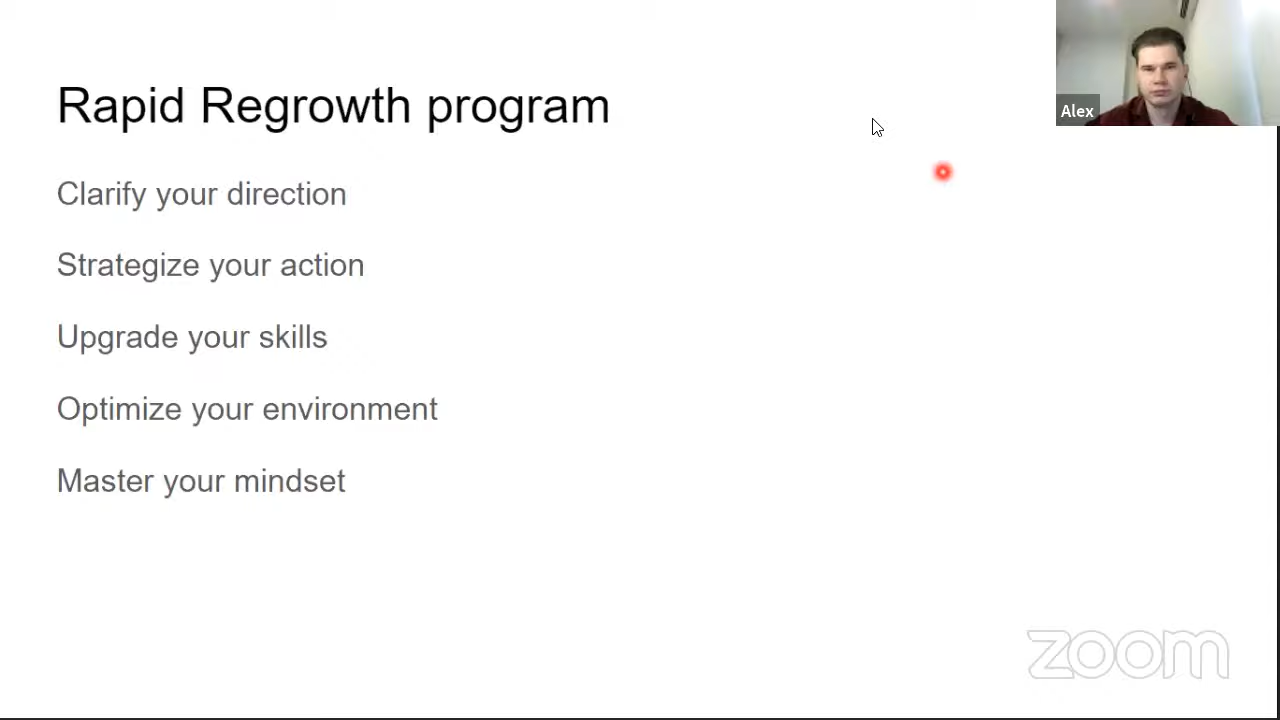 Rapid Regrowth program
Alex
Clarify your direction
Strategize your action
Upgrade your skills
Optimize your environment
Master your mindset
zoom